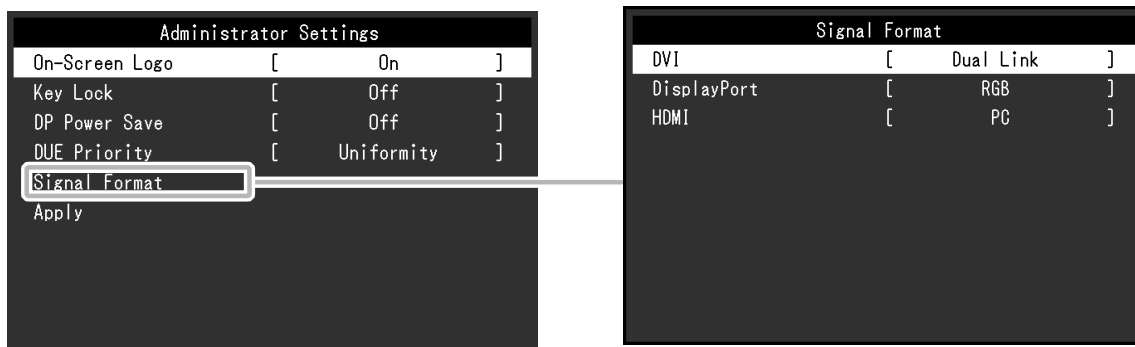 Administrator Settings
On-Screen Logo [ On ]
Key Lock [ Off ]
DP Power Save [ Off ]
DUE Priority [ Uniformity ]
Signal Format
Apply
Signal Format
DVI [ Dual Link ]
DisplayPort [ RGB ]
HDMI [ PC ]